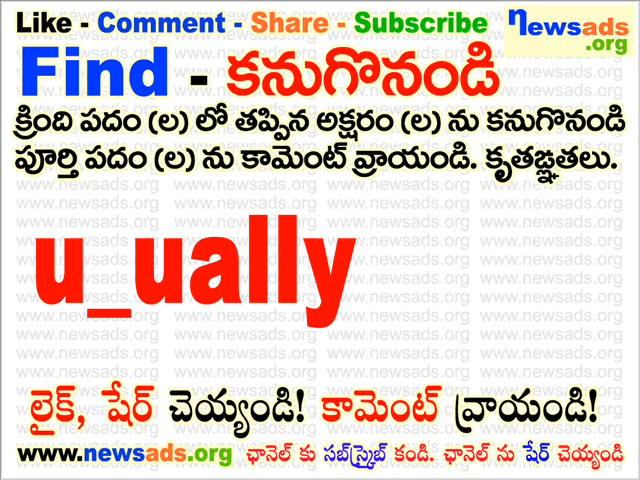 Like - Comment - Share - Subscribe
newsads
.org
Find - కనుగొనండి
క్రింది పదం (ల) లో తప్పిన అక్షరం (ల) ను కనుగొనండి
పూర్తి పదం (ల) ను కామెంట్ వ్రాయండి. కృతజ్ఞతలు.
u_ually
లైక్, షేర్ చెయ్యండి! కామెంట్ వ్రాయండి!
www.newsads.org ఛానెల్ కు సబ్‌స్క్రైబ్ కండి. ఛానెల్ ను షేర్ చెయ్యండి